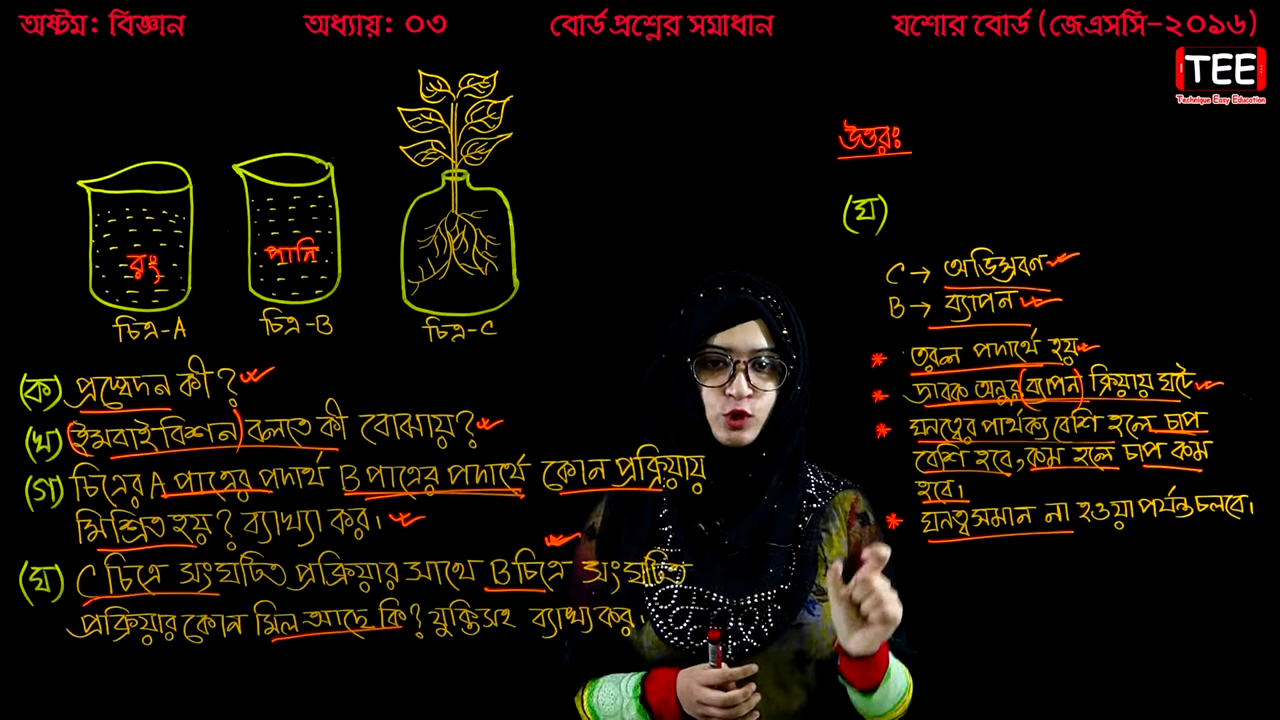 অষ্টম: বিজ্ঞান
অধ্যায়: ০৩
বোর্ড প্রশ্নের সমাধান
যশোর বোর্ড (জেএসসি-২০১৬)
TEE
Technique Easy Education
রং
পানি
চিত্র-A
চিত্র-B
চিত্র-C
(ক) প্রস্বেদন কী?
(খ) (ইমবাইবিশন) বলতে কী বোঝায়?
(গ) চিত্রের A পাত্রের পদার্থ B পাত্রের পদার্থে কোন প্রক্রিয়ায়
মিশ্রিত হয়? ব্যাখ্যা কর।
(ঘ) C চিত্রে সংঘটিত প্রক্রিয়ার সাথে B চিত্রে সংঘটিত
প্রক্রিয়ার কোন মিল আছে কি? যুক্তিসহ ব্যাখ্যা কর।
উত্তরঃ
(ঘ)
C → অভিস্রবণ
B → ব্যাপন
* তরল পদার্থে হয়
* দ্রাবক অনুর (ব্যাপন) ক্রিয়ায় ঘটে
* ঘনত্বের পার্থক্য বেশি হলে চাপ
বেশি হবে, কম হলে চাপ কম
হবে।
* ঘনত্ব সমান না হওয়া পর্যন্ত চলবে।